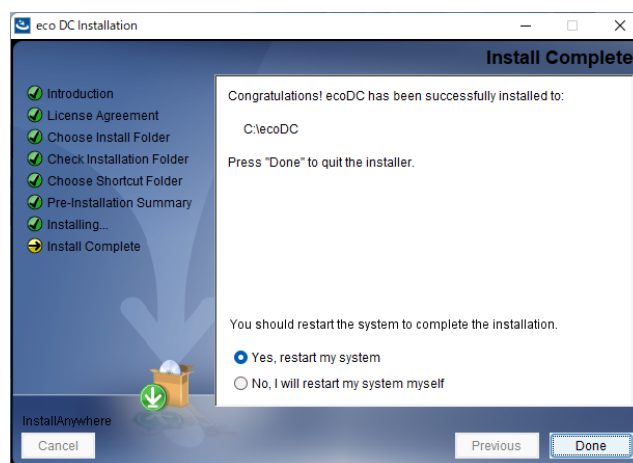 eco DC Installation
Install Complete
Introduction
License Agreement
Choose Install Folder
Check Installation Folder
Choose Shortcut Folder
Pre-Installation Summary
Installing...
Install Complete
Congratulations! ecoDC has been successfully installed to:
C:\ecoDC
Press "Done" to quit the installer.
You should restart the system to complete the installation.
Yes, restart my system
No, I will restart my system myself
InstallAnywhere
Cancel
Previous
Done